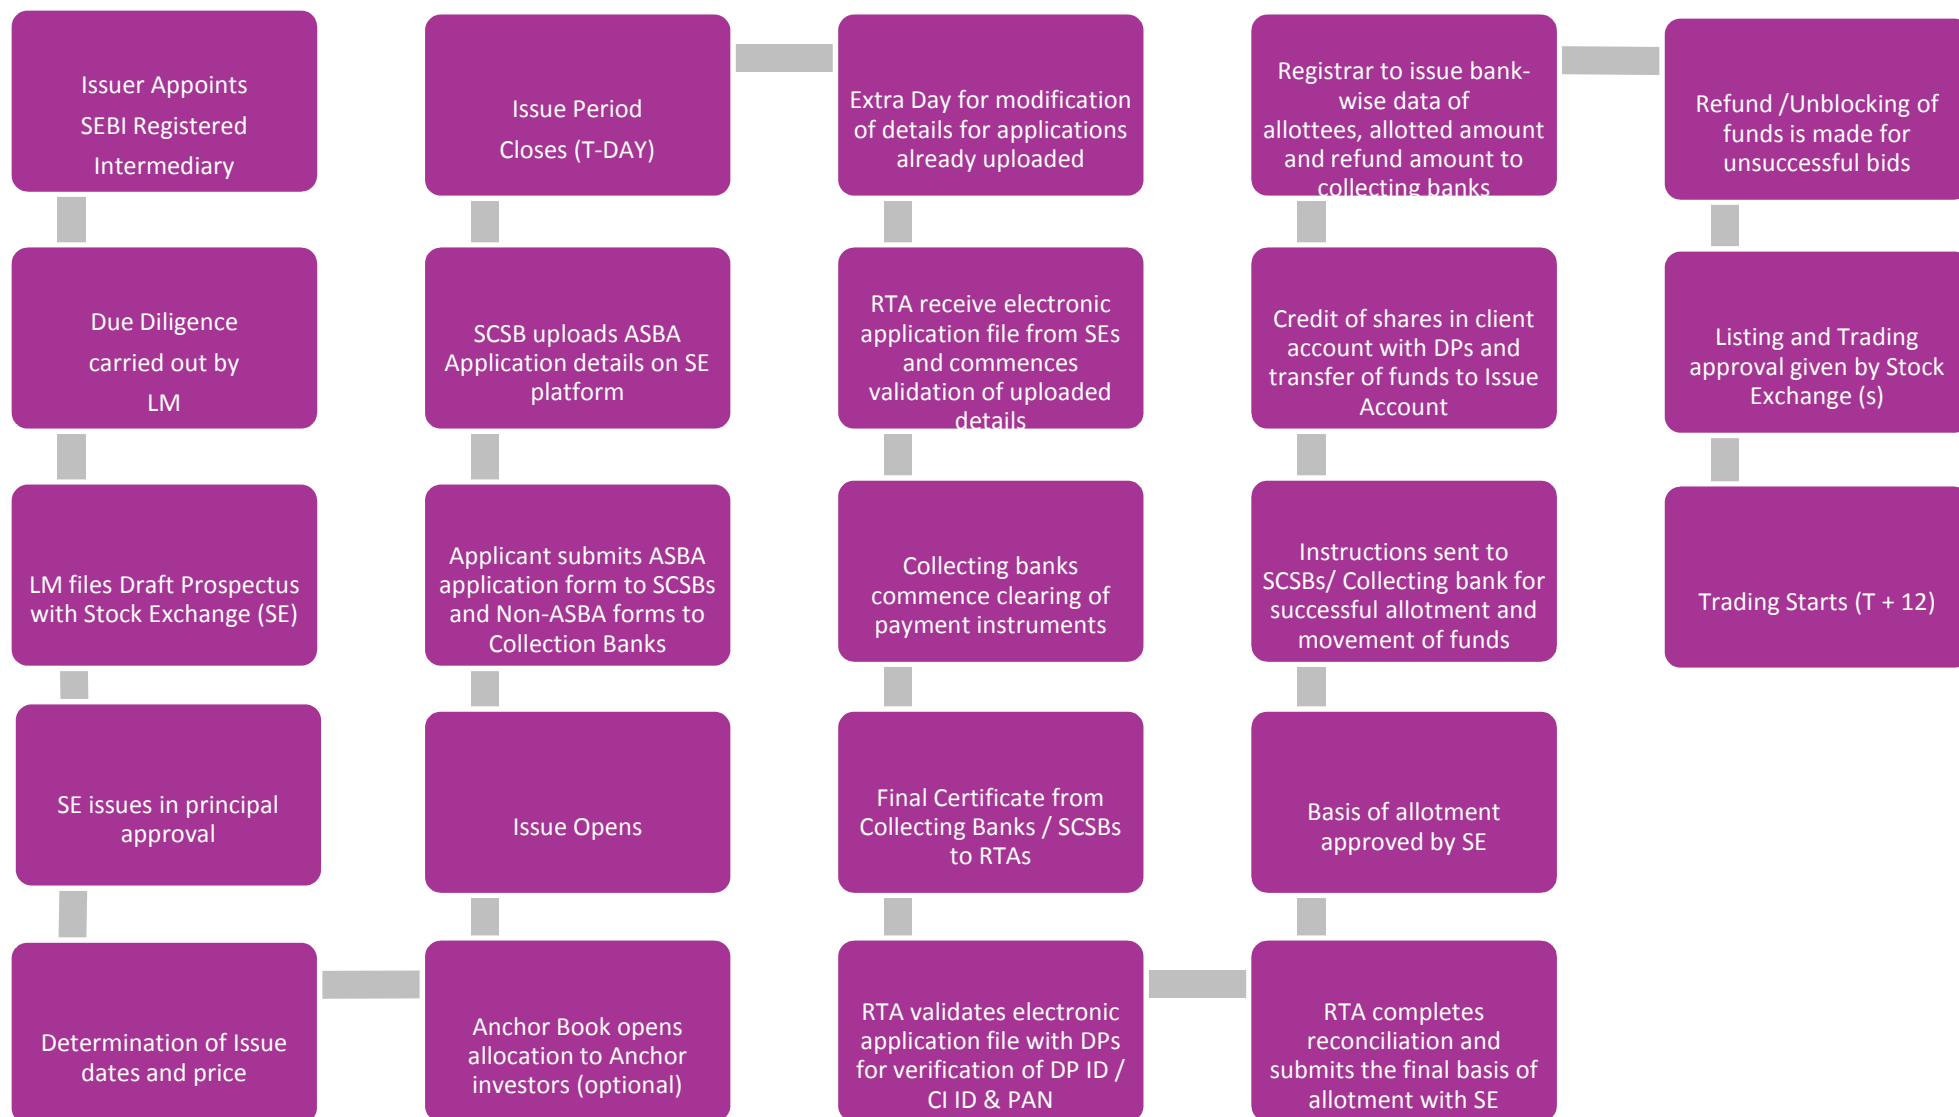 Issuer Appoints
SEBI Registered
Intermediary
Due Diligence
carried out by
LM
LM files Draft Prospectus
with Stock Exchange (SE)
SE issues in principal
approval
Determination of Issue
dates and price
Anchor Book opens
allocation to Anchor
investors (optional)
Issue Opens
Applicant submits ASBA
application form to SCSBs
and Non-ASBA forms to
Collection Banks
SCSB uploads ASBA
Application details on SE
platform
Issue Period
Closes (T-DAY)
Extra Day for modification
of details for applications
already uploaded
RTA receive electronic
application file from SEs
and commences
validation of uploaded
details
Collecting banks
commence clearing of
payment instruments
Final Certificate from
Collecting Banks / SCSBs
to RTAs
RTA validates electronic
application file with DPs
for verification of DP ID /
CI ID & PAN
RTA completes
reconciliation and
submits the final basis of
allotment with SE
Basis of allotment
approved by SE
Instructions sent to
SCSBs/ Collecting bank for
successful allotment and
movement of funds
Credit of shares in client
account with DPs and
transfer of funds to Issue
Account
Registrar to issue bank-
wise data of
allottees, allotted amount
and refund amount to
collecting banks
Refund /Unblocking of
funds is made for
unsuccessful bids
Listing and Trading
approval given by Stock
Exchange (s)
Trading Starts (T + 12)